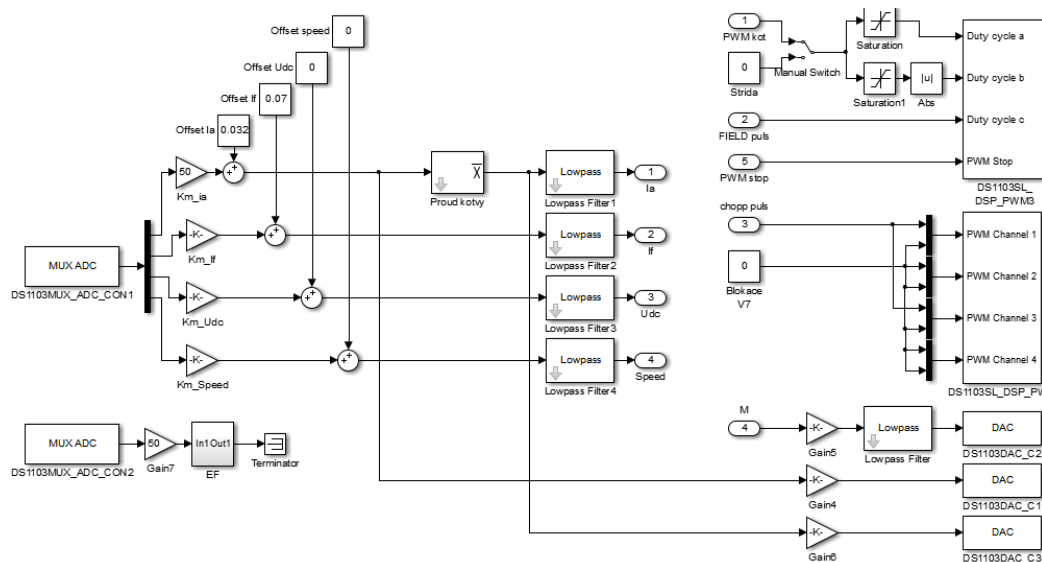 Offset speed
0
Offset Udc
0
Offset If
0.07
Offset Ia
0.032
50
Km_ia
-K-
Km_If
-K-
Km_Udc
-K-
Km_Speed
MUX ADC
DS1103MUX_ADC_CON1
X
Proud kotvy
Lowpass
Lowpass Filter1
1
Ia
Lowpass
Lowpass Filter2
2
If
Lowpass
Lowpass Filter3
3
Udc
Lowpass
Lowpass Filter4
4
Speed
MUX ADC
DS1103MUX_ADC_CON2
50
Gain7
In1 Out1
EF
Terminator
1
PWM kot
0
Strida
Manual Switch
Saturation
Saturation1
|u|
Abs
2
FIELD puls
5
PWM stop
Duty cycle a
Duty cycle b
Duty cycle c
PWM Stop
DS1103SL_
DSP_PWM3
chopp puls
3
0
Blokace
V7
PWM Channel 1
PWM Channel 2
PWM Channel 3
PWM Channel 4
DS1103SL_DSP_PW
M
4
-K-
Gain5
Lowpass
Lowpass Filter
DAC
DS1103DAC_C2
-K-
Gain4
DAC
DS1103DAC_C1
-K-
Gain6
DAC
DS1103DAC_C3